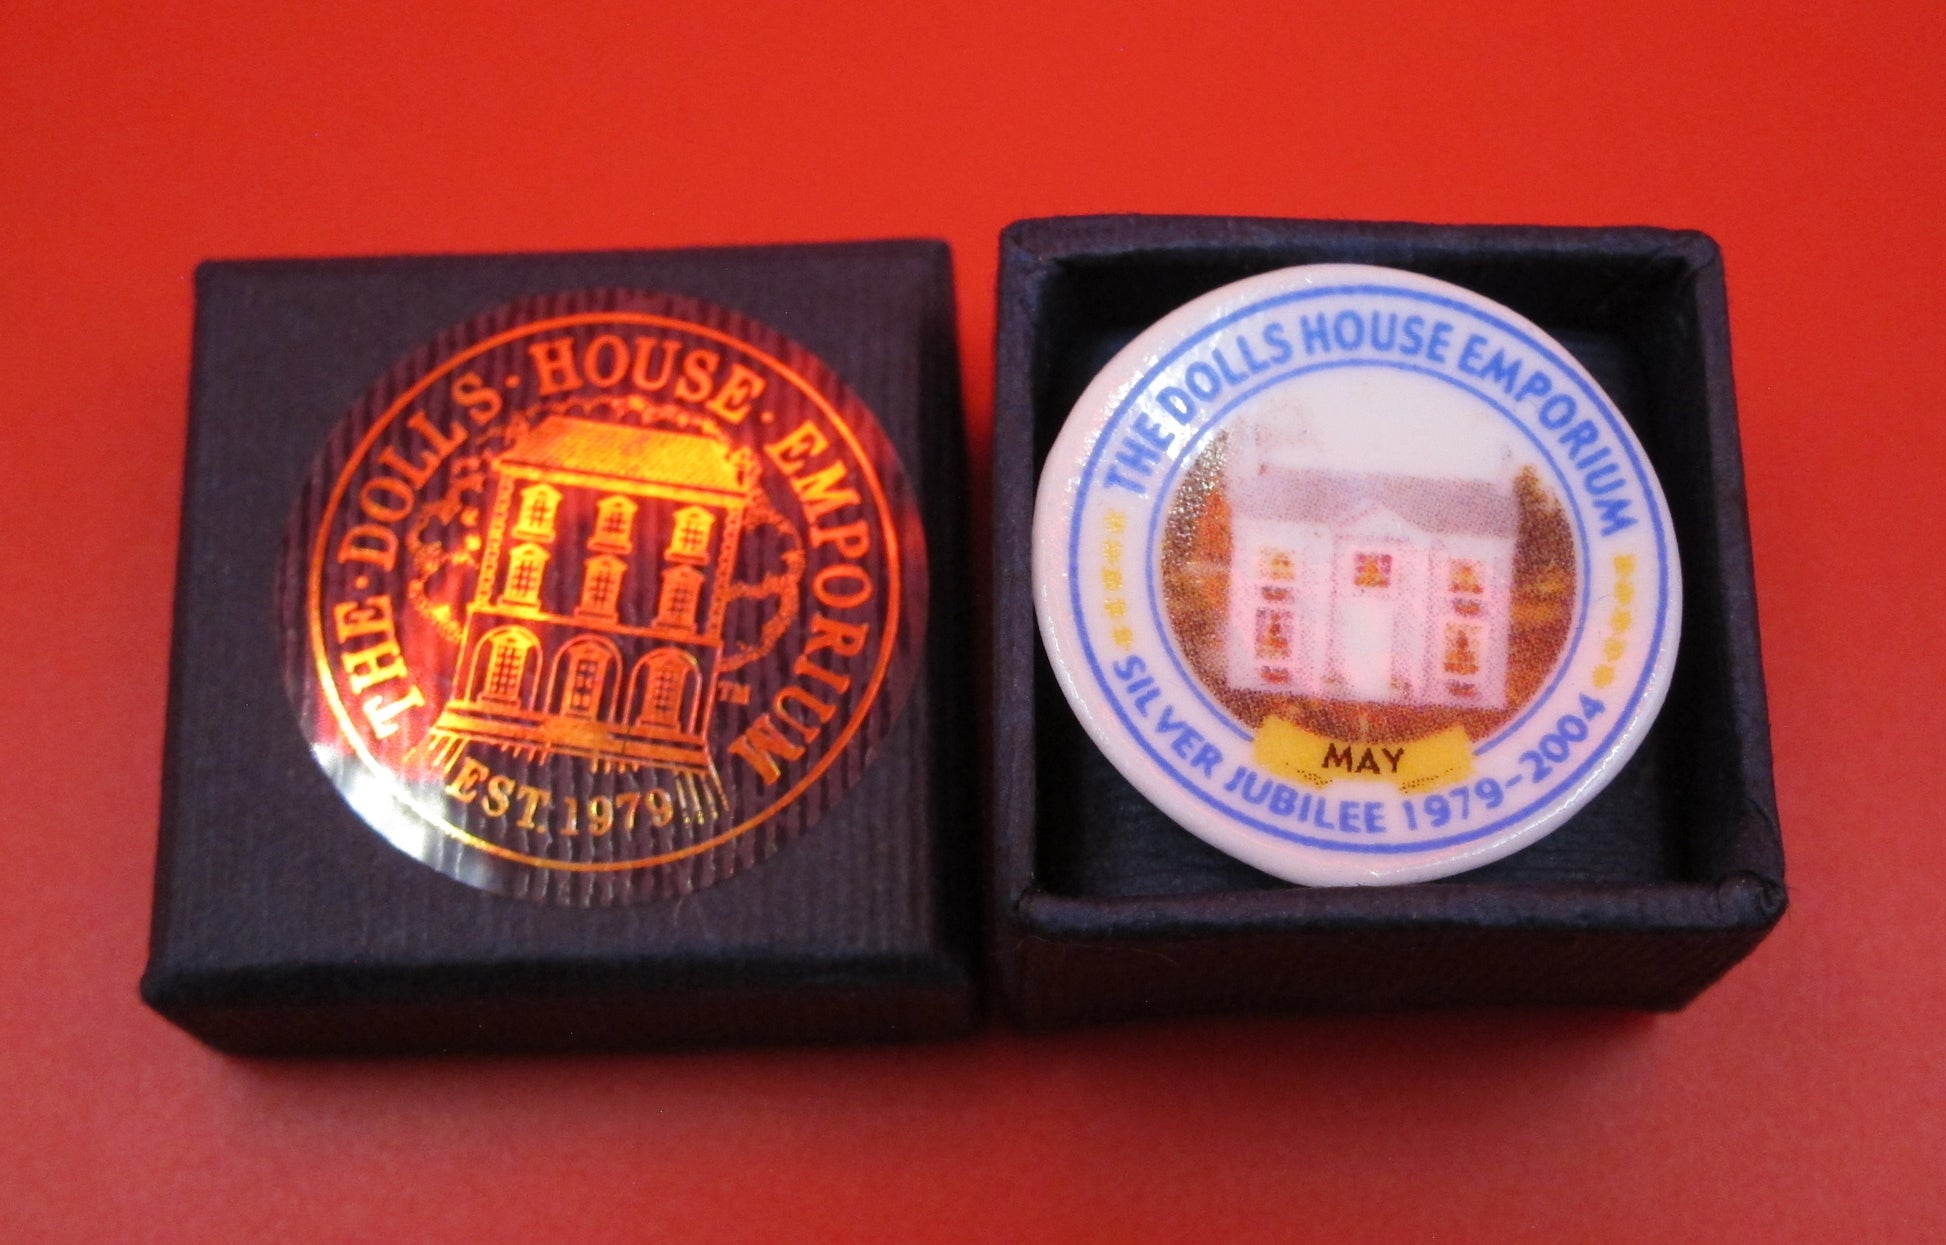 THE · DOLLS · HOUSE · EMPORIUM
TM
EST. 1979
THE DOLLS HOUSE EMPORIUM
MAY
SILVER JUBILEE 1979-2004